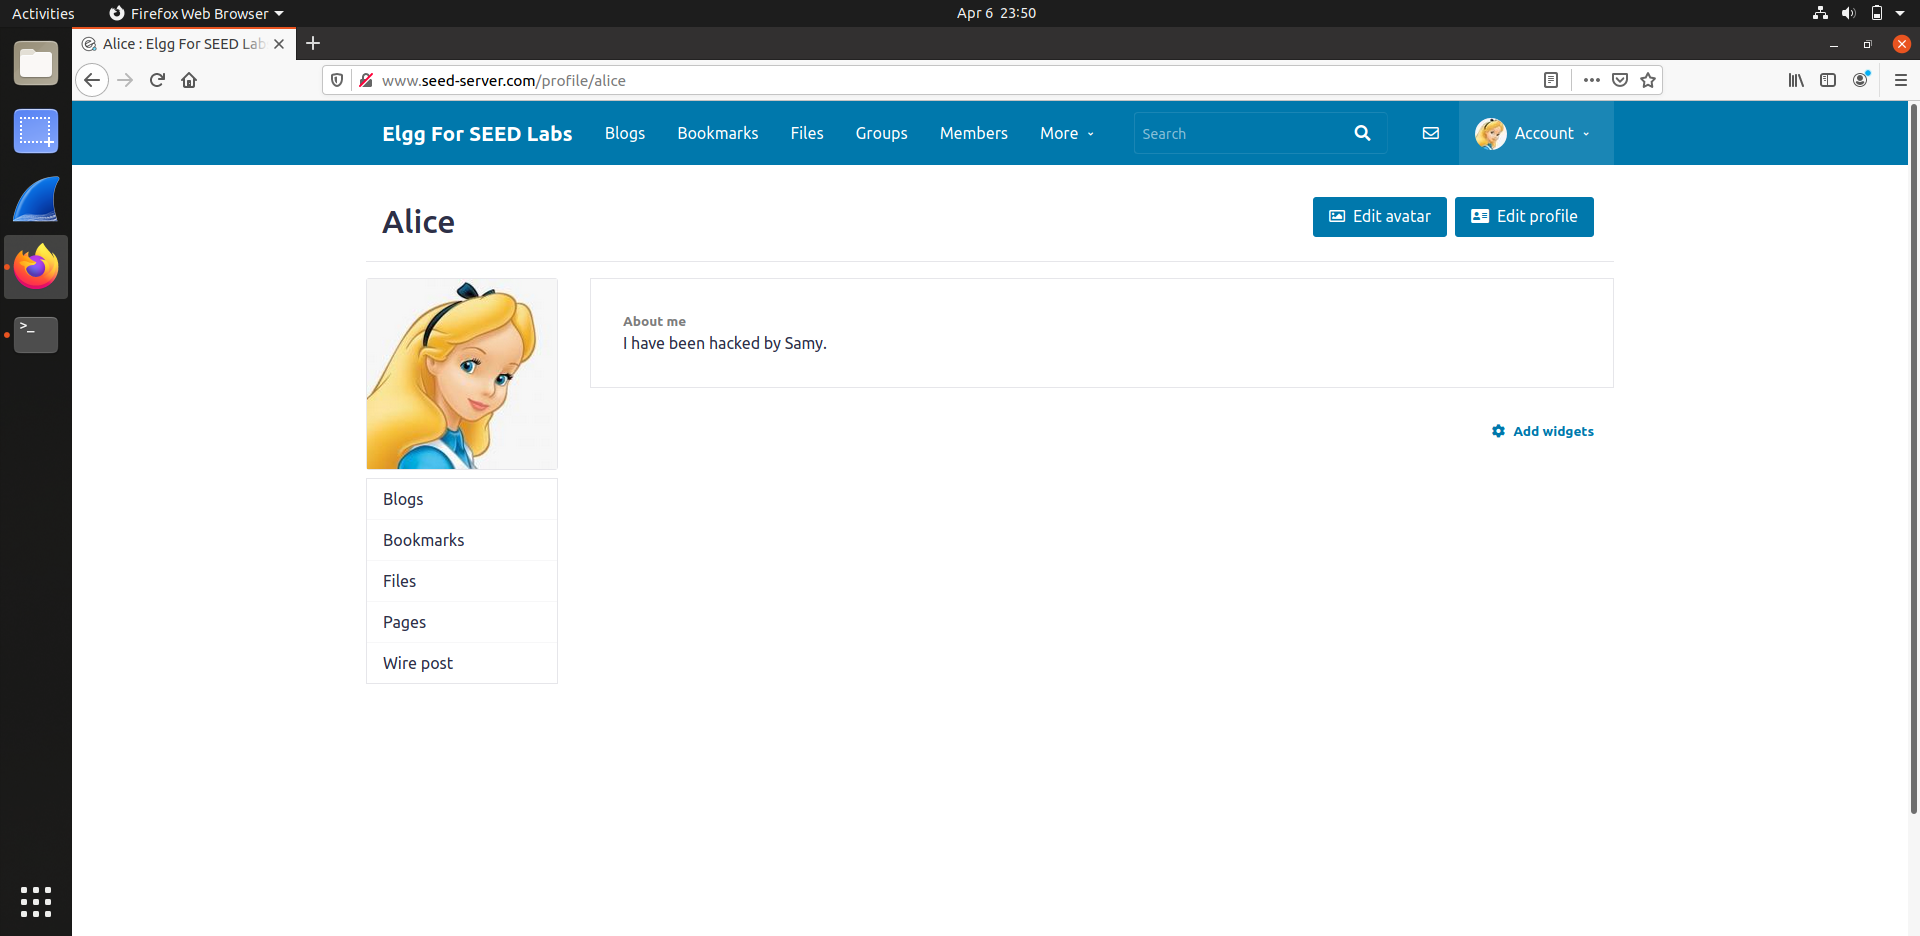 Activities
Firefox Web Browser
Apr 6 23:50
Alice : Elgg For SEED Lab
www.seed-server.com/profile/alice
Elgg For SEED Labs
Blogs
Bookmarks
Files
Groups
Members
More
Search
Account
Alice
Edit avatar
Edit profile
About me
I have been hacked by Samy.
Add widgets
Blogs
Bookmarks
Files
Pages
Wire post